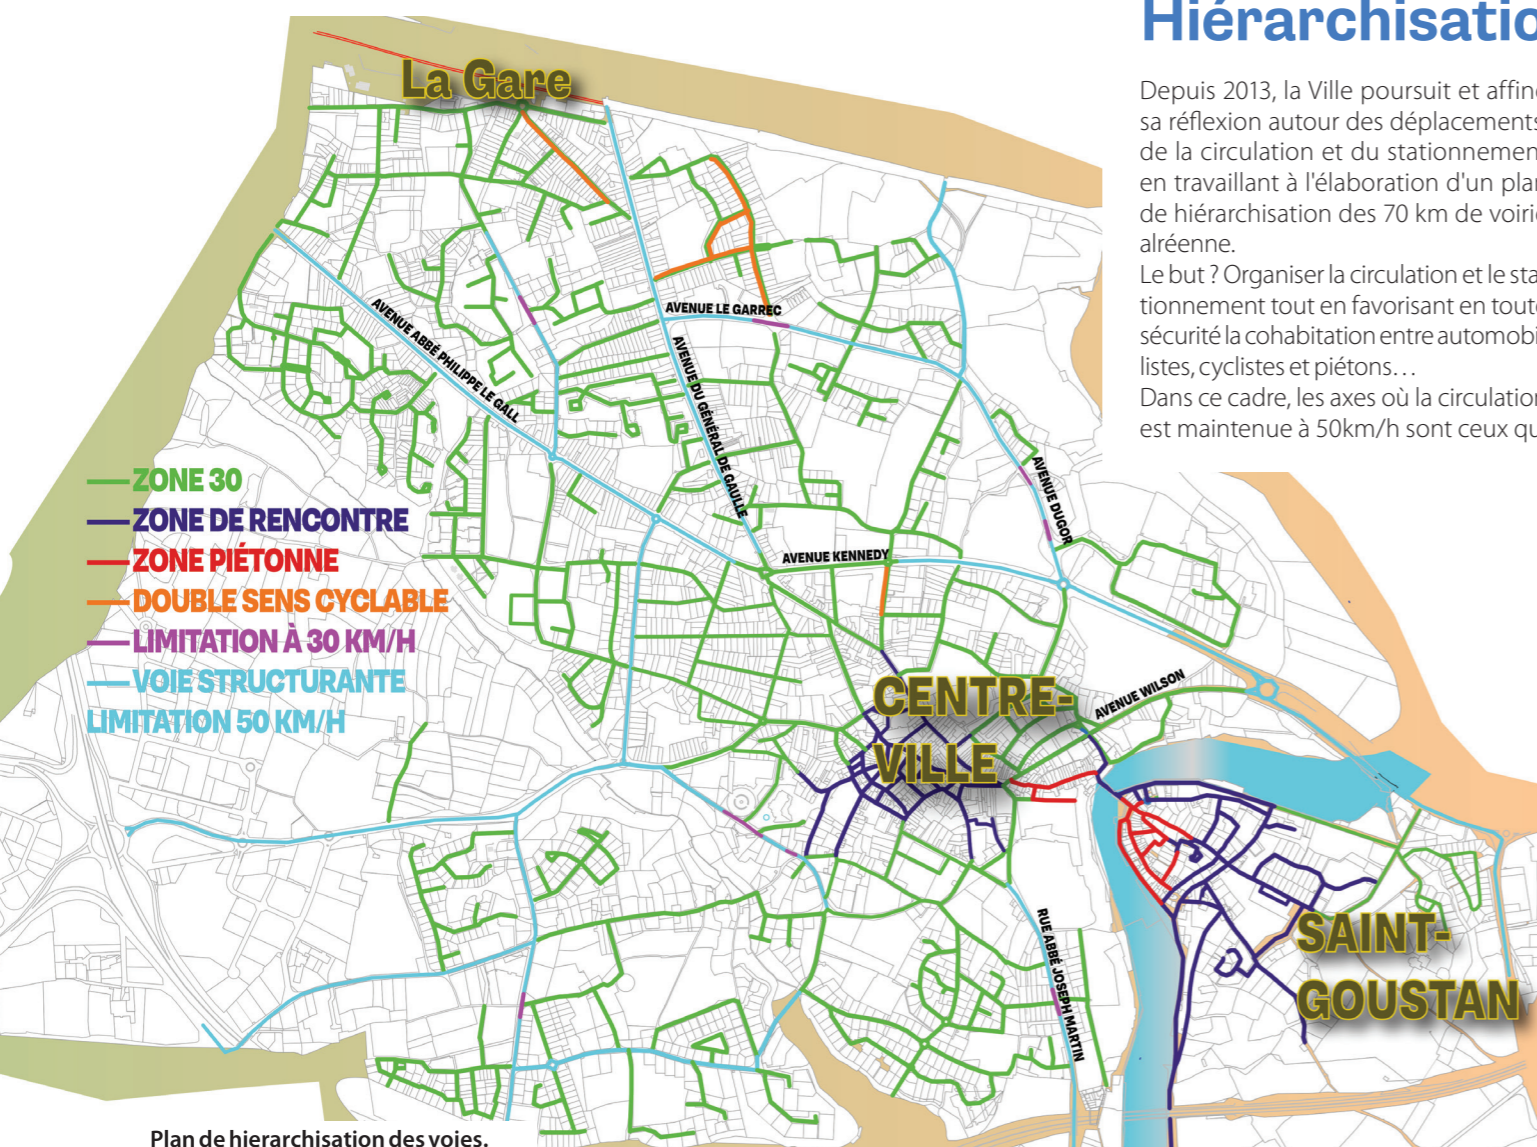 Hiérarchisatio
Depuis 2013, la Ville poursuit et affine
sa réflexion autour des déplacements,
de la circulation et du stationnement
en travaillant à l'élaboration d'un plan
de hiérarchisation des 70 km de voirie
alréenne.
Le but ? Organiser la circulation et le sta-
tionnement tout en favorisant en toute
sécurité la cohabitation entre automobi-
listes, cyclistes et piétons…
Dans ce cadre, les axes où la circulation
est maintenue à 50km/h sont ceux qu
La Gare
AVENUE LE GARREC
AVENUE ABBÉ PHILIPPE LE GALL
AVENUE DU GÉNÉRAL DE GAULLE
AVENUE DUGOR
AVENUE KENNEDY
ZONE 30
ZONE DE RENCONTRE
ZONE PIÉTONNE
DOUBLE SENS CYCLABLE
LIMITATION À 30 KM/H
VOIE STRUCTURANTE
LIMITATION 50 KM/H
CENTRE-
VILLE
AVENUE WILSON
SAINT-
GOUSTAN
RUE ABBÉ JOSEPH MARTIN
Plan de hierarchisation des voies.